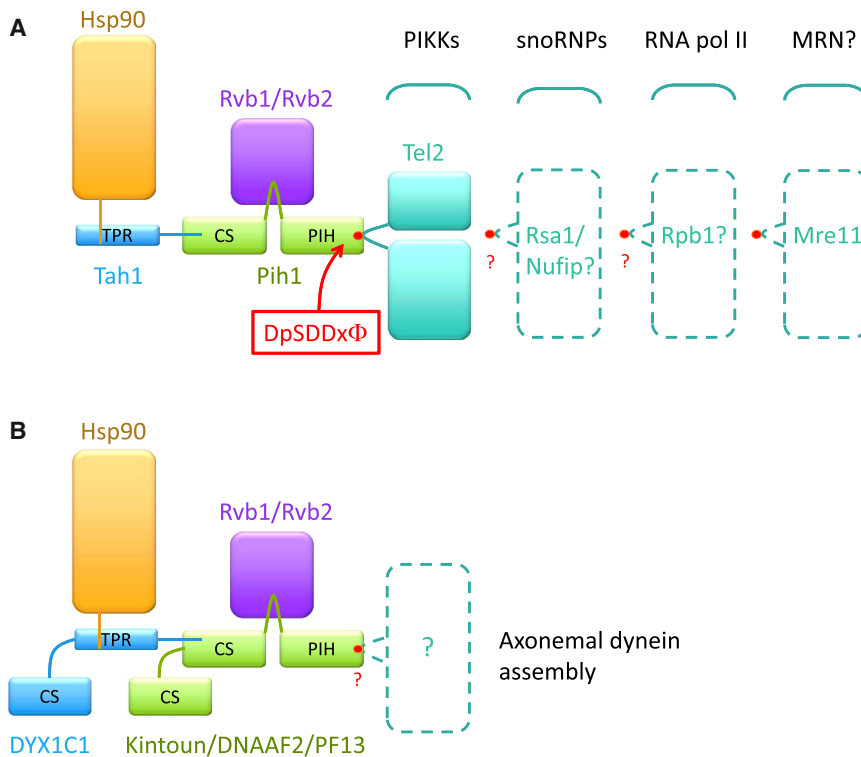 A
Hsp90
PIKKs
snoRNPs
RNA pol II
MRN?
Rvb1/Rvb2
Tel2
TPR
CS
PIH
Rsa1/
Nufip?
Rpb1?
Mre11
?
?
Tah1
Pih1
DpSDDxΦ
B
Hsp90
Rvb1/Rvb2
TPR
CS
PIH
?
Axonemal dynein
assembly
?
CS
CS
DYX1C1
Kintoun/DNAAF2/PF13